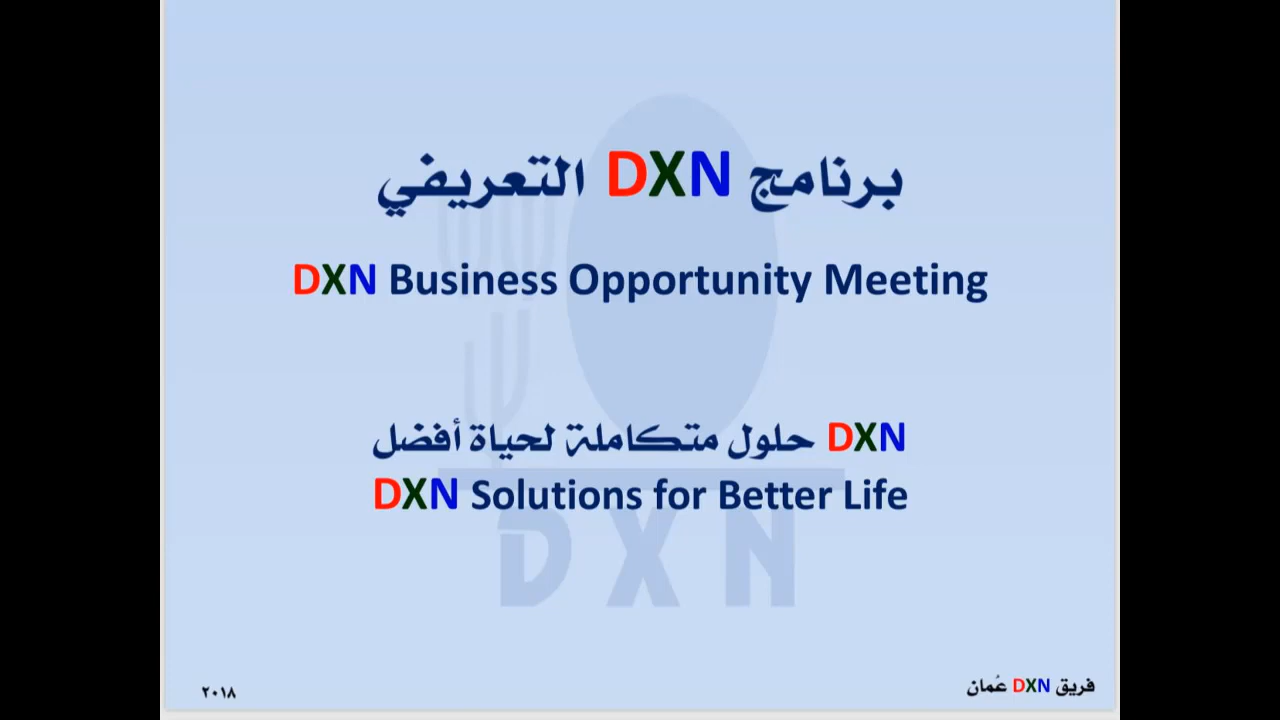 برنامج DXN التعريفي
DXN Business Opportunity Meeting
DXN حلول متكاملة لحياة أفضل
DXN Solutions for Better Life
DXN
فريق DXN عُمان
٢٠١٨